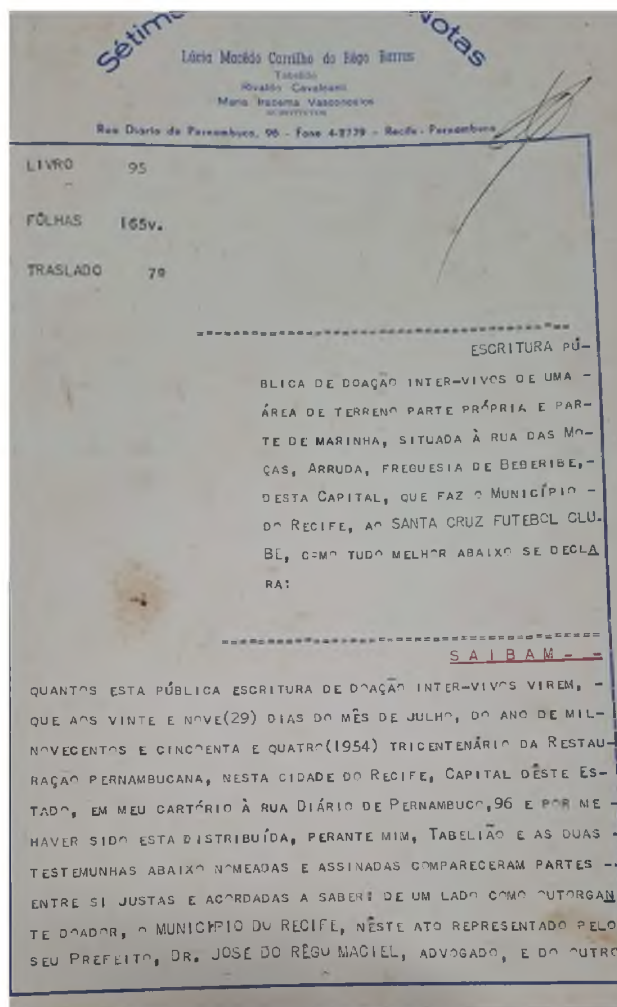 Sétimo Notas
Lúcia Macêdo Carrilho do Rêgo Barros
Tabeliã
Rivaldo Cavalcanti
Maria Iracema Vasconcelos
SUBSTITUTOS
Rua Diário de Pernambuco, 96 - Fone 4-2779 - Recife - Pernambuco
LIVRO 95
FÔLHAS 165v.
TRASLADO 79
ESCRITURA PÚ-
BLICA DE DOAÇÃO INTER-VIVOS DE UMA -
ÁREA DE TERRENO PARTE PRÓPRIA E PAR-
TE DE MARINHA, SITUADA À RUA DAS MO-
ÇAS, ARRUDA, FREGUESIA DE BEBERIBE,-
DESTA CAPITAL, QUE FAZ O MUNICÍPIO -
DO RECIFE, AO SANTA CRUZ FUTEBOL CLU-
BE, COMO TUDO MELHOR ABAIXO SE DECLA
RA:
SAIBAM - -
QUANTOS ESTA PÚBLICA ESCRITURA DE DOAÇÃO INTER-VIVOS VIREM, -
QUE AOS VINTE E NOVE(29) DIAS DO MÊS DE JULHO, DO ANO DE MIL-
NOVECENTOS E CINCOENTA E QUATRO(1954) TRICENTENÁRIO DA RESTAU-
RAÇÃO PERNAMBUCANA, NESTA CIDADE DO RECIFE, CAPITAL DÊSTE ES-
TADO, EM MEU CARTÓRIO À RUA DIÁRIO DE PERNAMBUCO,96 E POR ME-
HAVER SIDO ESTA DISTRIBUÍDA, PERANTE MIM, TABELIÃO E AS DUAS -
TESTEMUNHAS ABAIXO NOMEADAS E ASSINADAS COMPARECERAM PARTES --
ENTRE SI JUSTAS E ACORDADAS A SABER: DE UM LADO COMO OUTORGAN
TE DOADOR, O MUNICÍPIO DO RECIFE, NÊSTE ATO REPRESENTADO PELO
SEU PREFEITO, DR. JOSÉ DO RÊGO MACIEL, ADVOGADO, E DO OUTRO